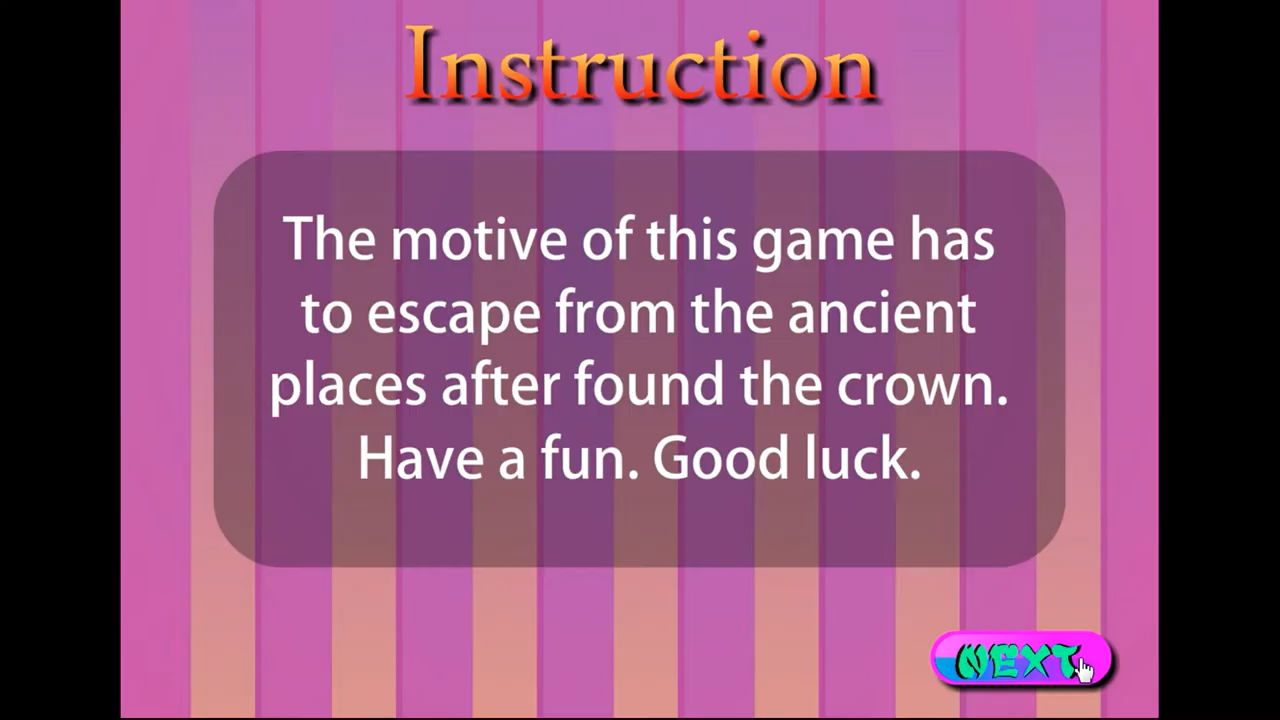 Instruction
The motive of this game has
to escape from the ancient
places after found the crown.
Have a fun. Good luck.
NEXT